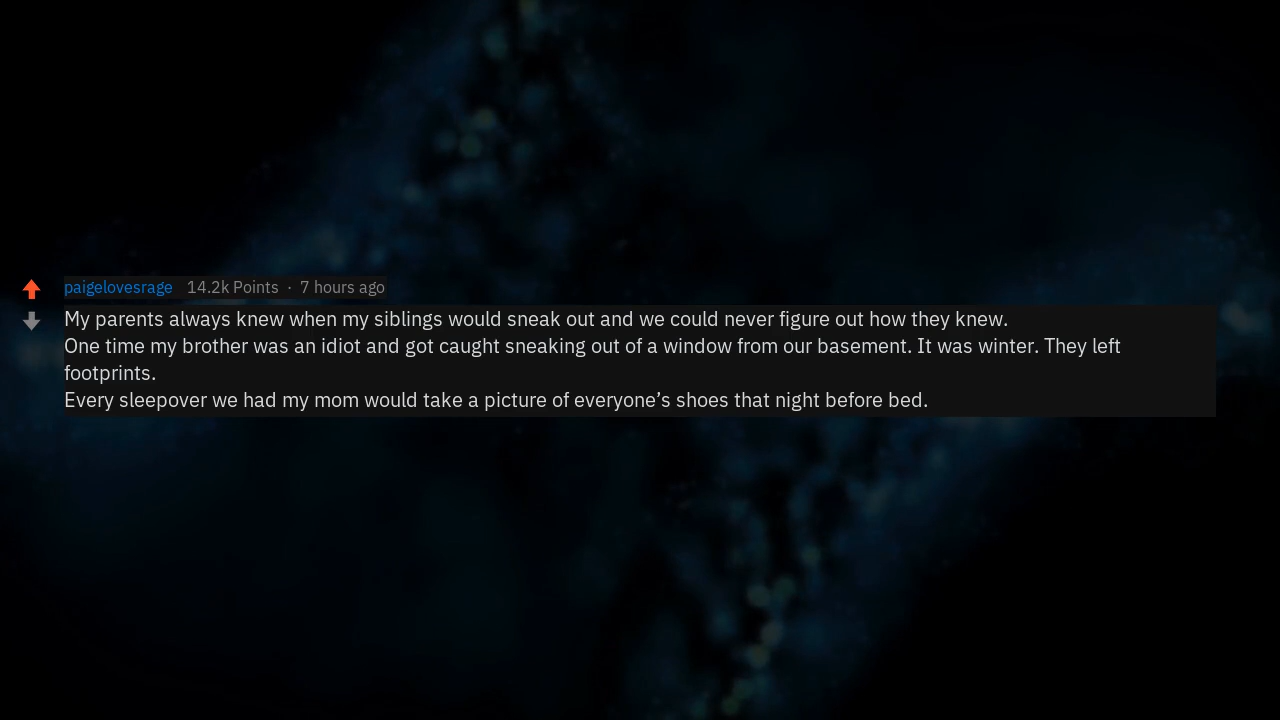 paigelovesrage 14.2k Points · 7 hours ago
My parents always knew when my siblings would sneak out and we could never figure out how they knew.
One time my brother was an idiot and got caught sneaking out of a window from our basement. It was winter. They left
footprints.
Every sleepover we had my mom would take a picture of everyone’s shoes that night before bed.